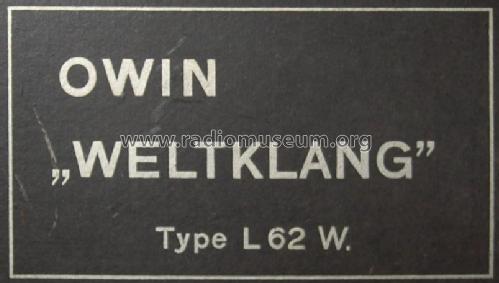 OWIN
www.radiomuseum.org
„WELTKLANG”
Type L 62 W.